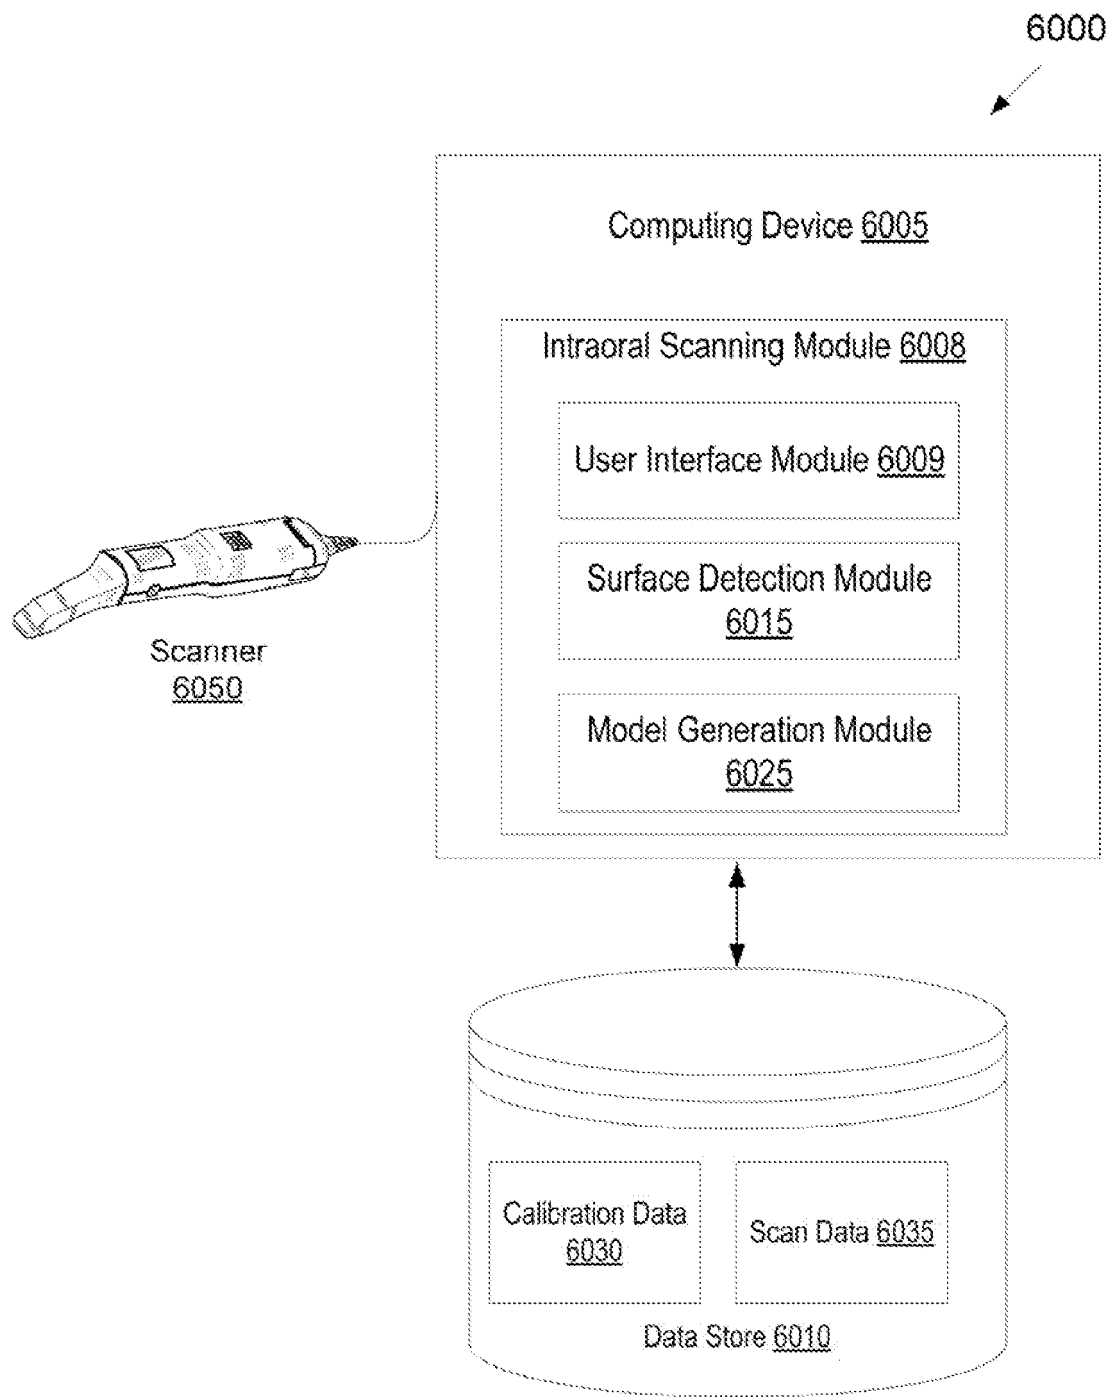 6000
Computing Device 6005
Intraoral Scanning Module 6008
User Interface Module 6009
Surface Detection Module
6015
Model Generation Module
6025
Scanner
6050
Calibration Data
6030
Scan Data 6035
Data Store 6010